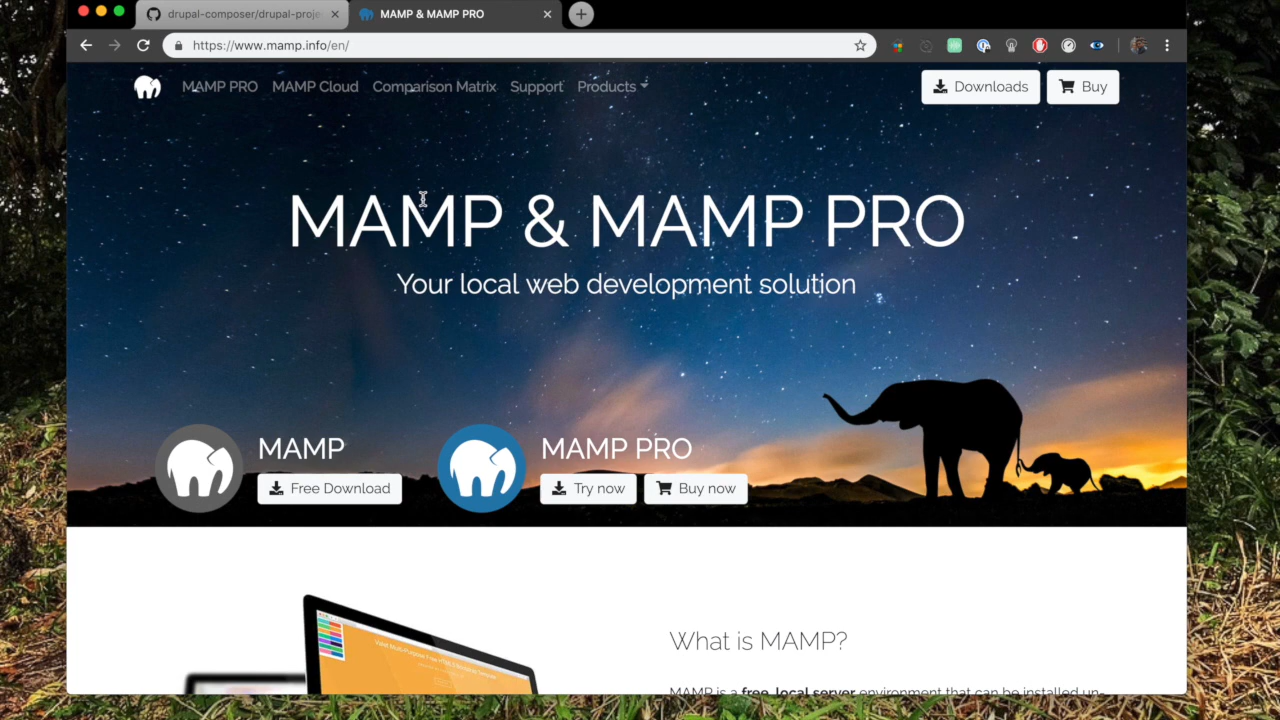 drupal-composer/drupal-proje
MAMP & MAMP PRO
https://www.mamp.info/en/
MAMP PRO MAMP Cloud Comparison Matrix Support Products
Downloads
Buy
MAMP & MAMP PRO
Your local web development solution
MAMP
Free Download
MAMP PRO
Try now
Buy now
What is MAMP?
MAMP is a free, local server environment that can be installed un-